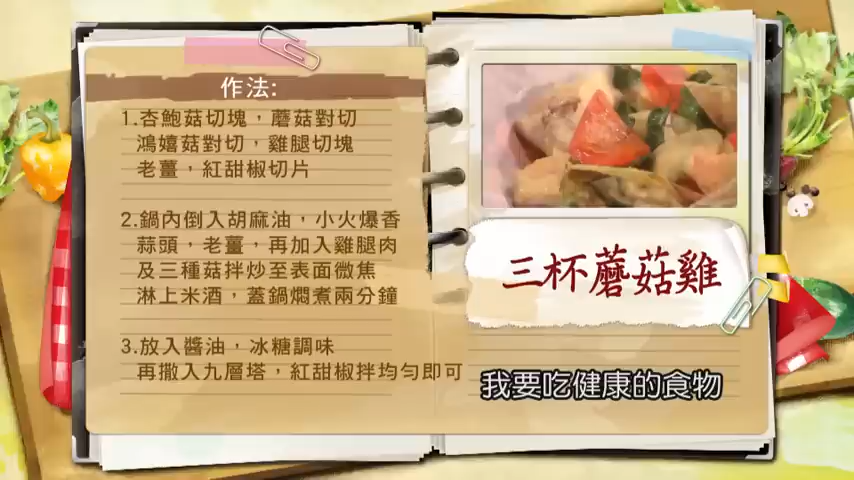 作法:
1.杏鮑菇切塊，蘑菇對切
鴻嬉菇對切，雞腿切塊
老薑，紅甜椒切片
2.鍋內倒入胡麻油，小火爆香
蒜頭，老薑，再加入雞腿肉
及三種菇拌炒至表面微焦
淋上米酒，蓋鍋燜煮兩分鐘
3.放入醬油，冰糖調味
再撒入九層塔，紅甜椒拌均勻即可
三杯蘑菇雞
我要吃健康的食物